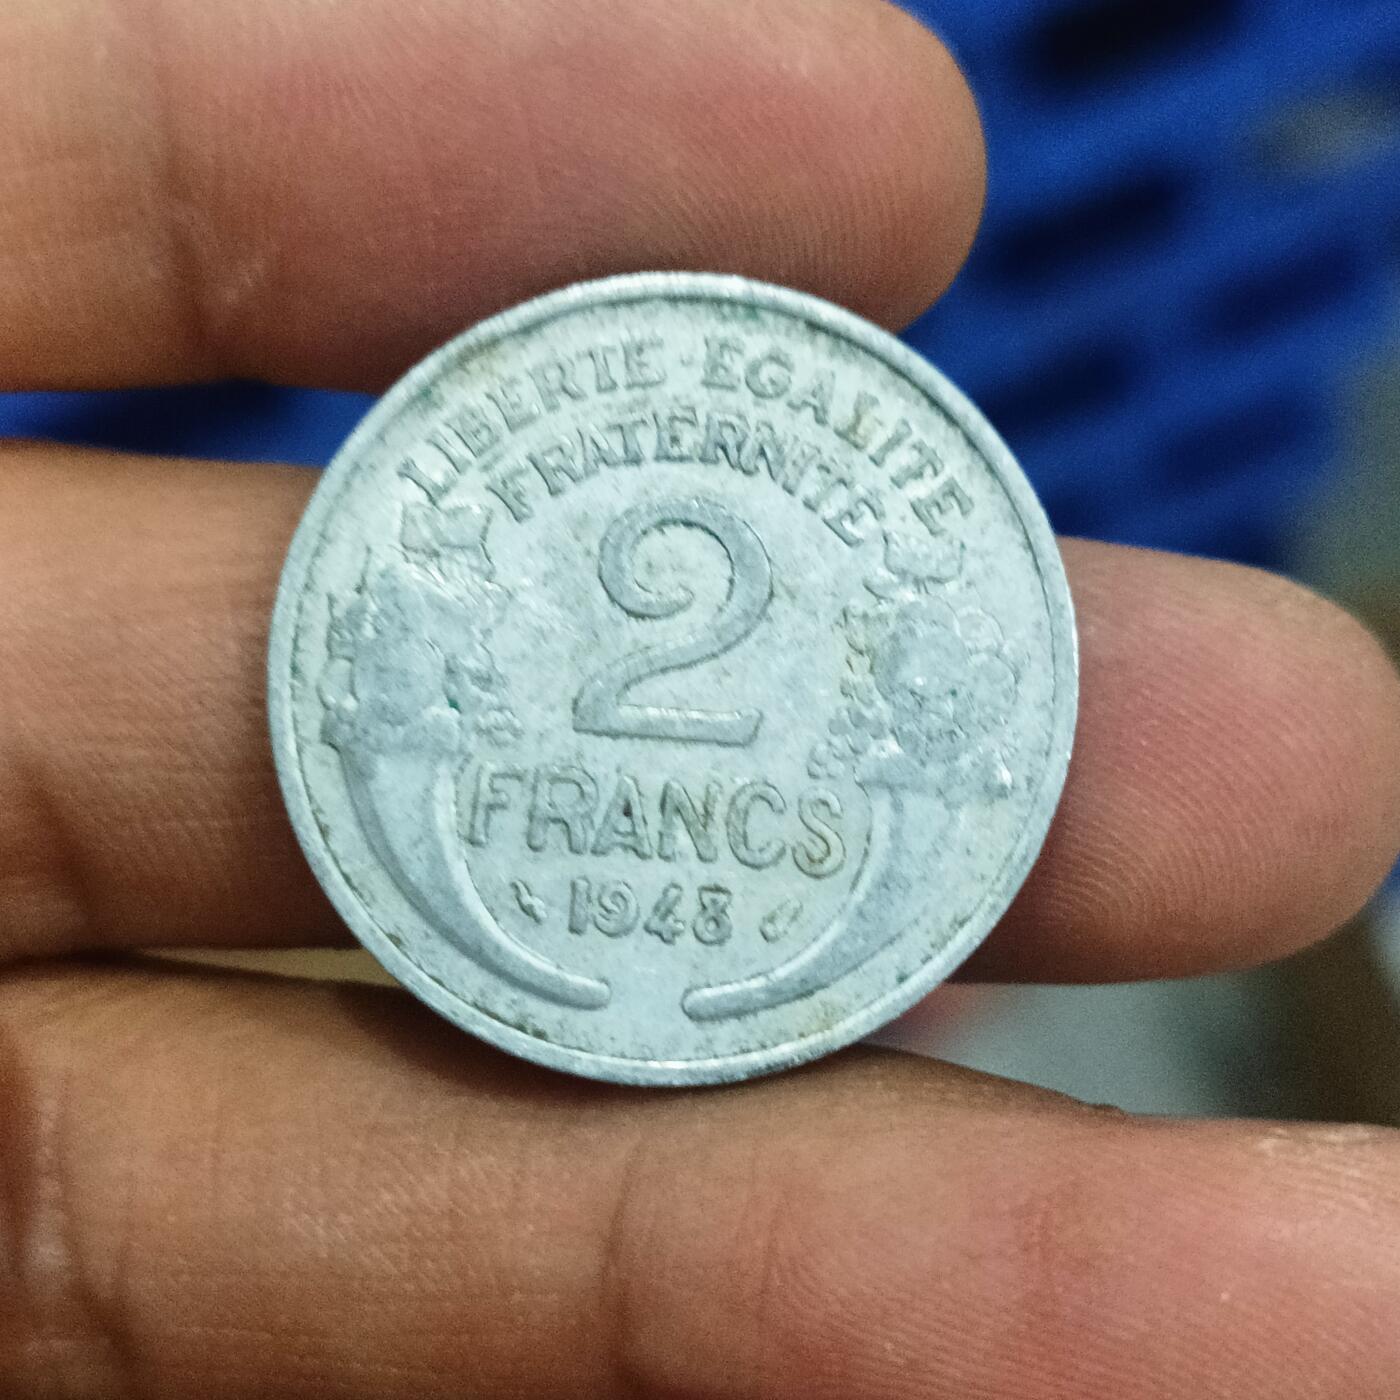 LIBERTE · EGALITE
FRATERNITE
2
FRANCS
1948